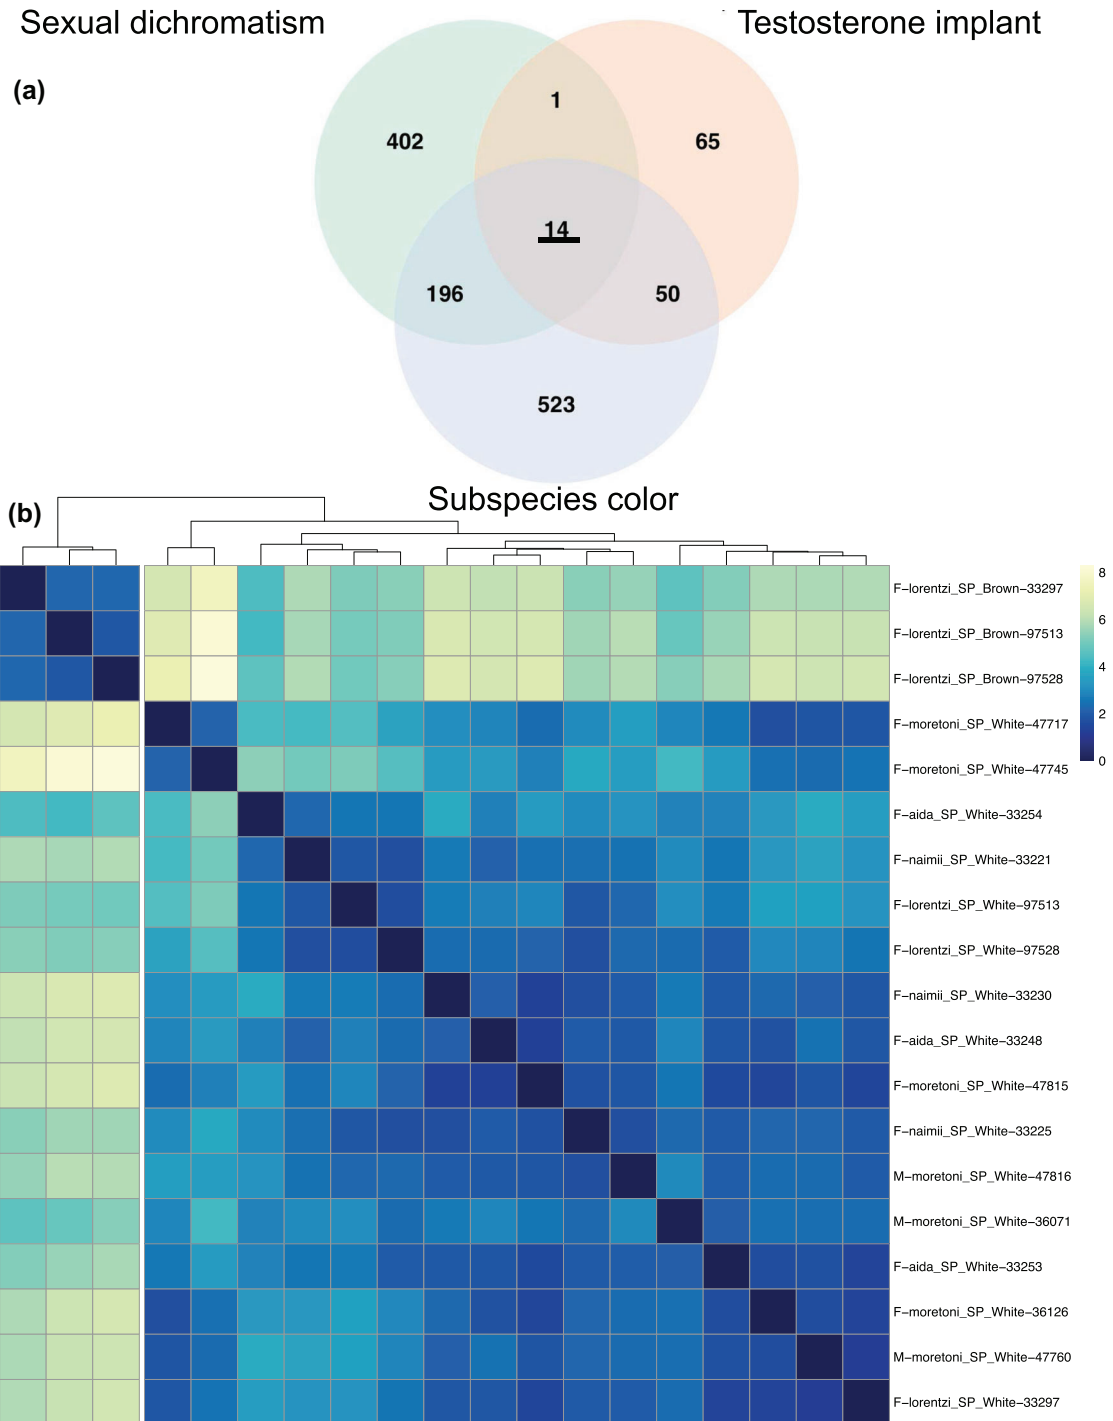 Sexual dichromatism
Testosterone implant
(a)
1
402
65
14
196
50
523
Subspecies color
(b)
F-lorentzi_SP_Brown-33297
F-lorentzi_SP_Brown-97513
F-lorentzi_SP_Brown-97528
F-moretoni_SP_White-47717
F-moretoni_SP_White-47745
F-aida_SP_White-33254
F-naimii_SP_White-33221
F-lorentzi_SP_White-97513
F-lorentzi_SP_White-97528
F-naimii_SP_White-33230
F-aida_SP_White-33248
F-moretoni_SP_White-47815
F-naimii_SP_White-33225
M-moretoni_SP_White-47816
M-moretoni_SP_White-36071
F-aida_SP_White-33253
F-moretoni_SP_White-36126
M-moretoni_SP_White-47760
F-lorentzi_SP_White-33297
8
6
4
2
0